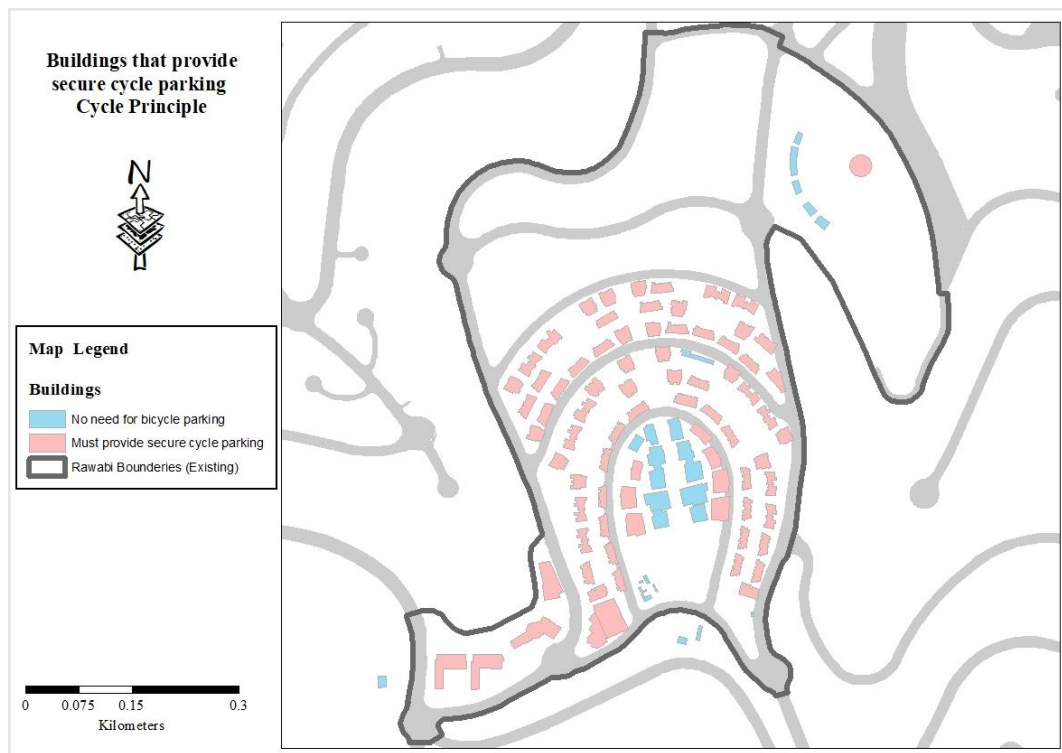 Buildings that provide
secure cycle parking
Cycle Principle
N
Map Legend
Buildings
No need for bicycle parking
Must provide secure cycle parking
Rawabi Bounderies (Existing)
0 0.075 0.15 0.3
Kilometers